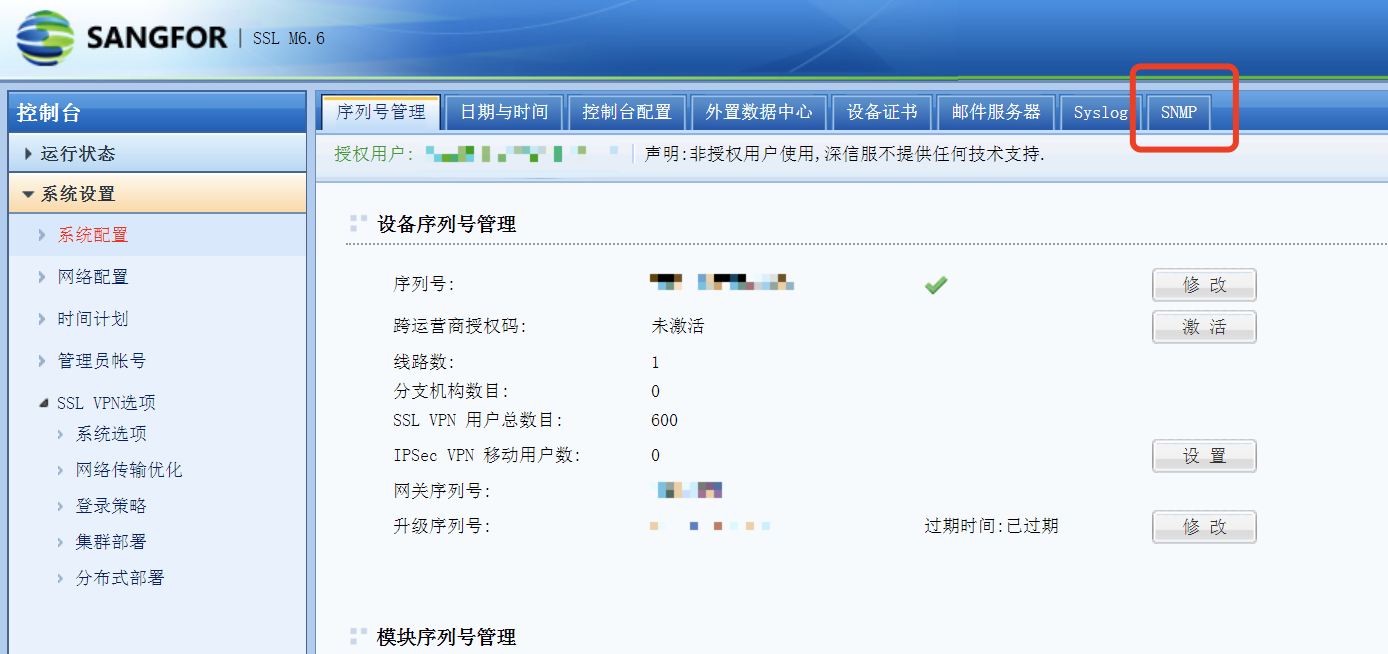 SANGFOR | SSL M6.6
控制台
运行状态
系统设置
系统配置
网络配置
时间计划
管理员帐号
SSL VPN选项
系统选项
网络传输优化
登录策略
集群部署
分布式部署
序列号管理 日期与时间 控制台配置 外置数据中心 设备证书 邮件服务器 Syslog SNMP
授权用户: 声明:非授权用户使用,深信服不提供任何技术支持.
设备序列号管理
序列号: 修 改
跨运营商授权码: 未激活 激 活
线路数: 1
分支机构数目: 0
SSL VPN 用户总数目: 600
IPSec VPN 移动用户数: 0 设 置
网关序列号:
升级序列号: 过期时间:已过期 修 改
模块序列号管理